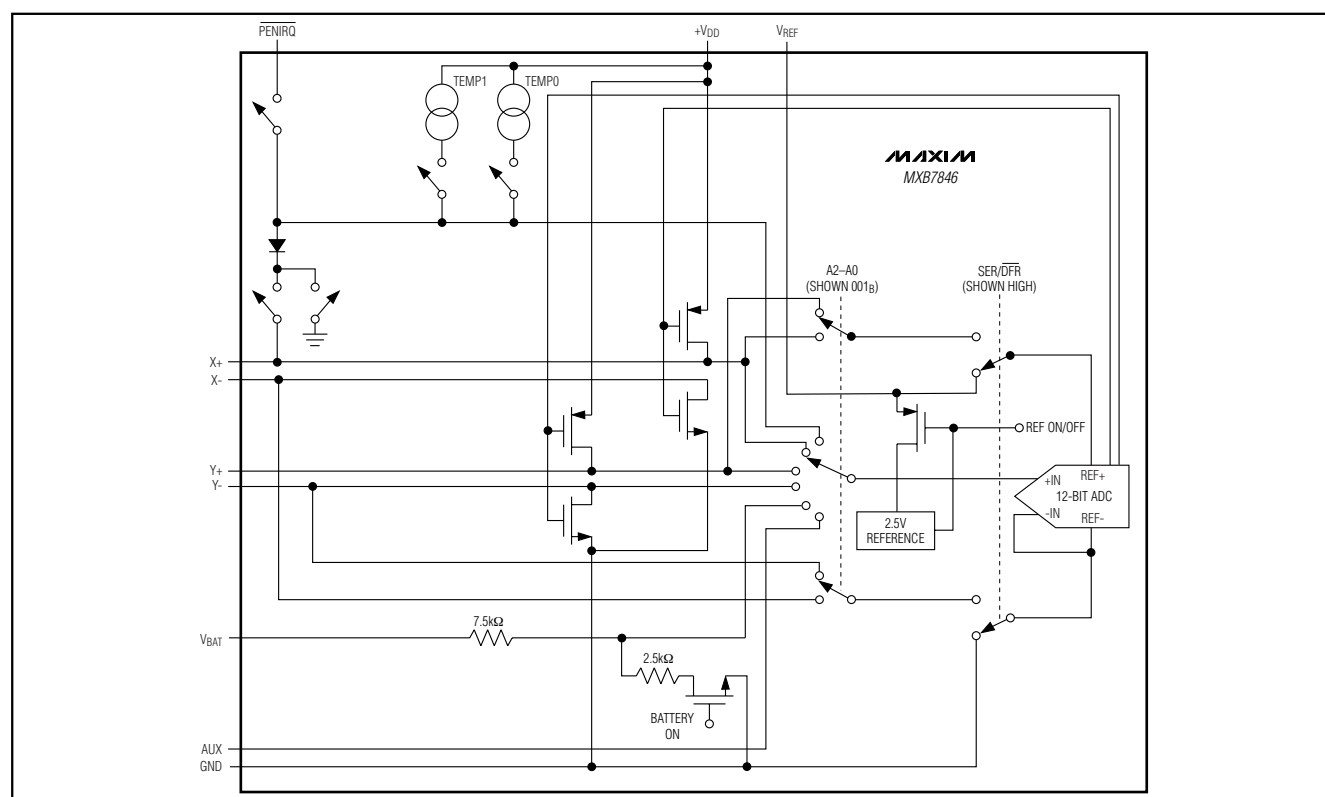 PENIRQ
+VDD
VREF
TEMP1
TEMP0
MAXIM
MXB7846
A2–A0
(SHOWN 001B)
SER/DFR
(SHOWN HIGH)
X+
X-
REF ON/OFF
Y+
Y-
+IN
REF+
12-BIT ADC
-IN
REF-
2.5V
REFERENCE
7.5kΩ
VBAT
2.5kΩ
BATTERY
ON
AUX
GND